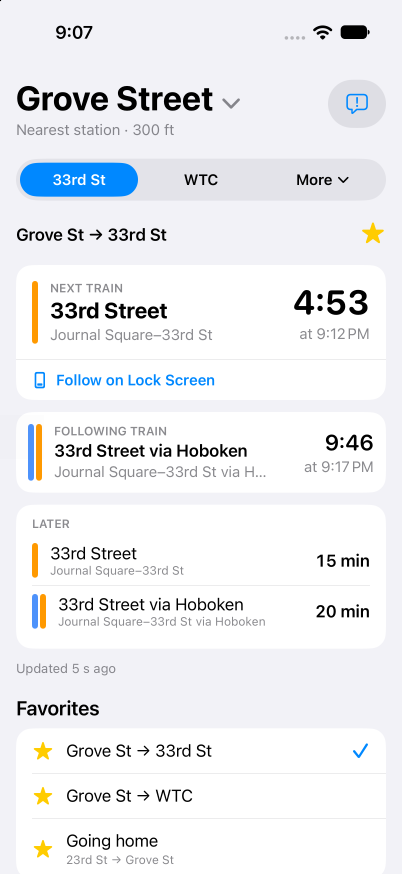 9:07
Grove Street
Nearest station · 300 ft
33rd St
WTC
More
Grove St → 33rd St
NEXT TRAIN
33rd Street
Journal Square–33rd St
4:53
at 9:12 PM
Follow on Lock Screen
FOLLOWING TRAIN
33rd Street via Hoboken
Journal Square–33rd St via H...
9:46
at 9:17 PM
LATER
33rd Street
Journal Square–33rd St
15 min
33rd Street via Hoboken
Journal Square–33rd St via Hoboken
20 min
Updated 5 s ago
Favorites
Grove St → 33rd St
Grove St → WTC
Going home
23rd St → Grove St